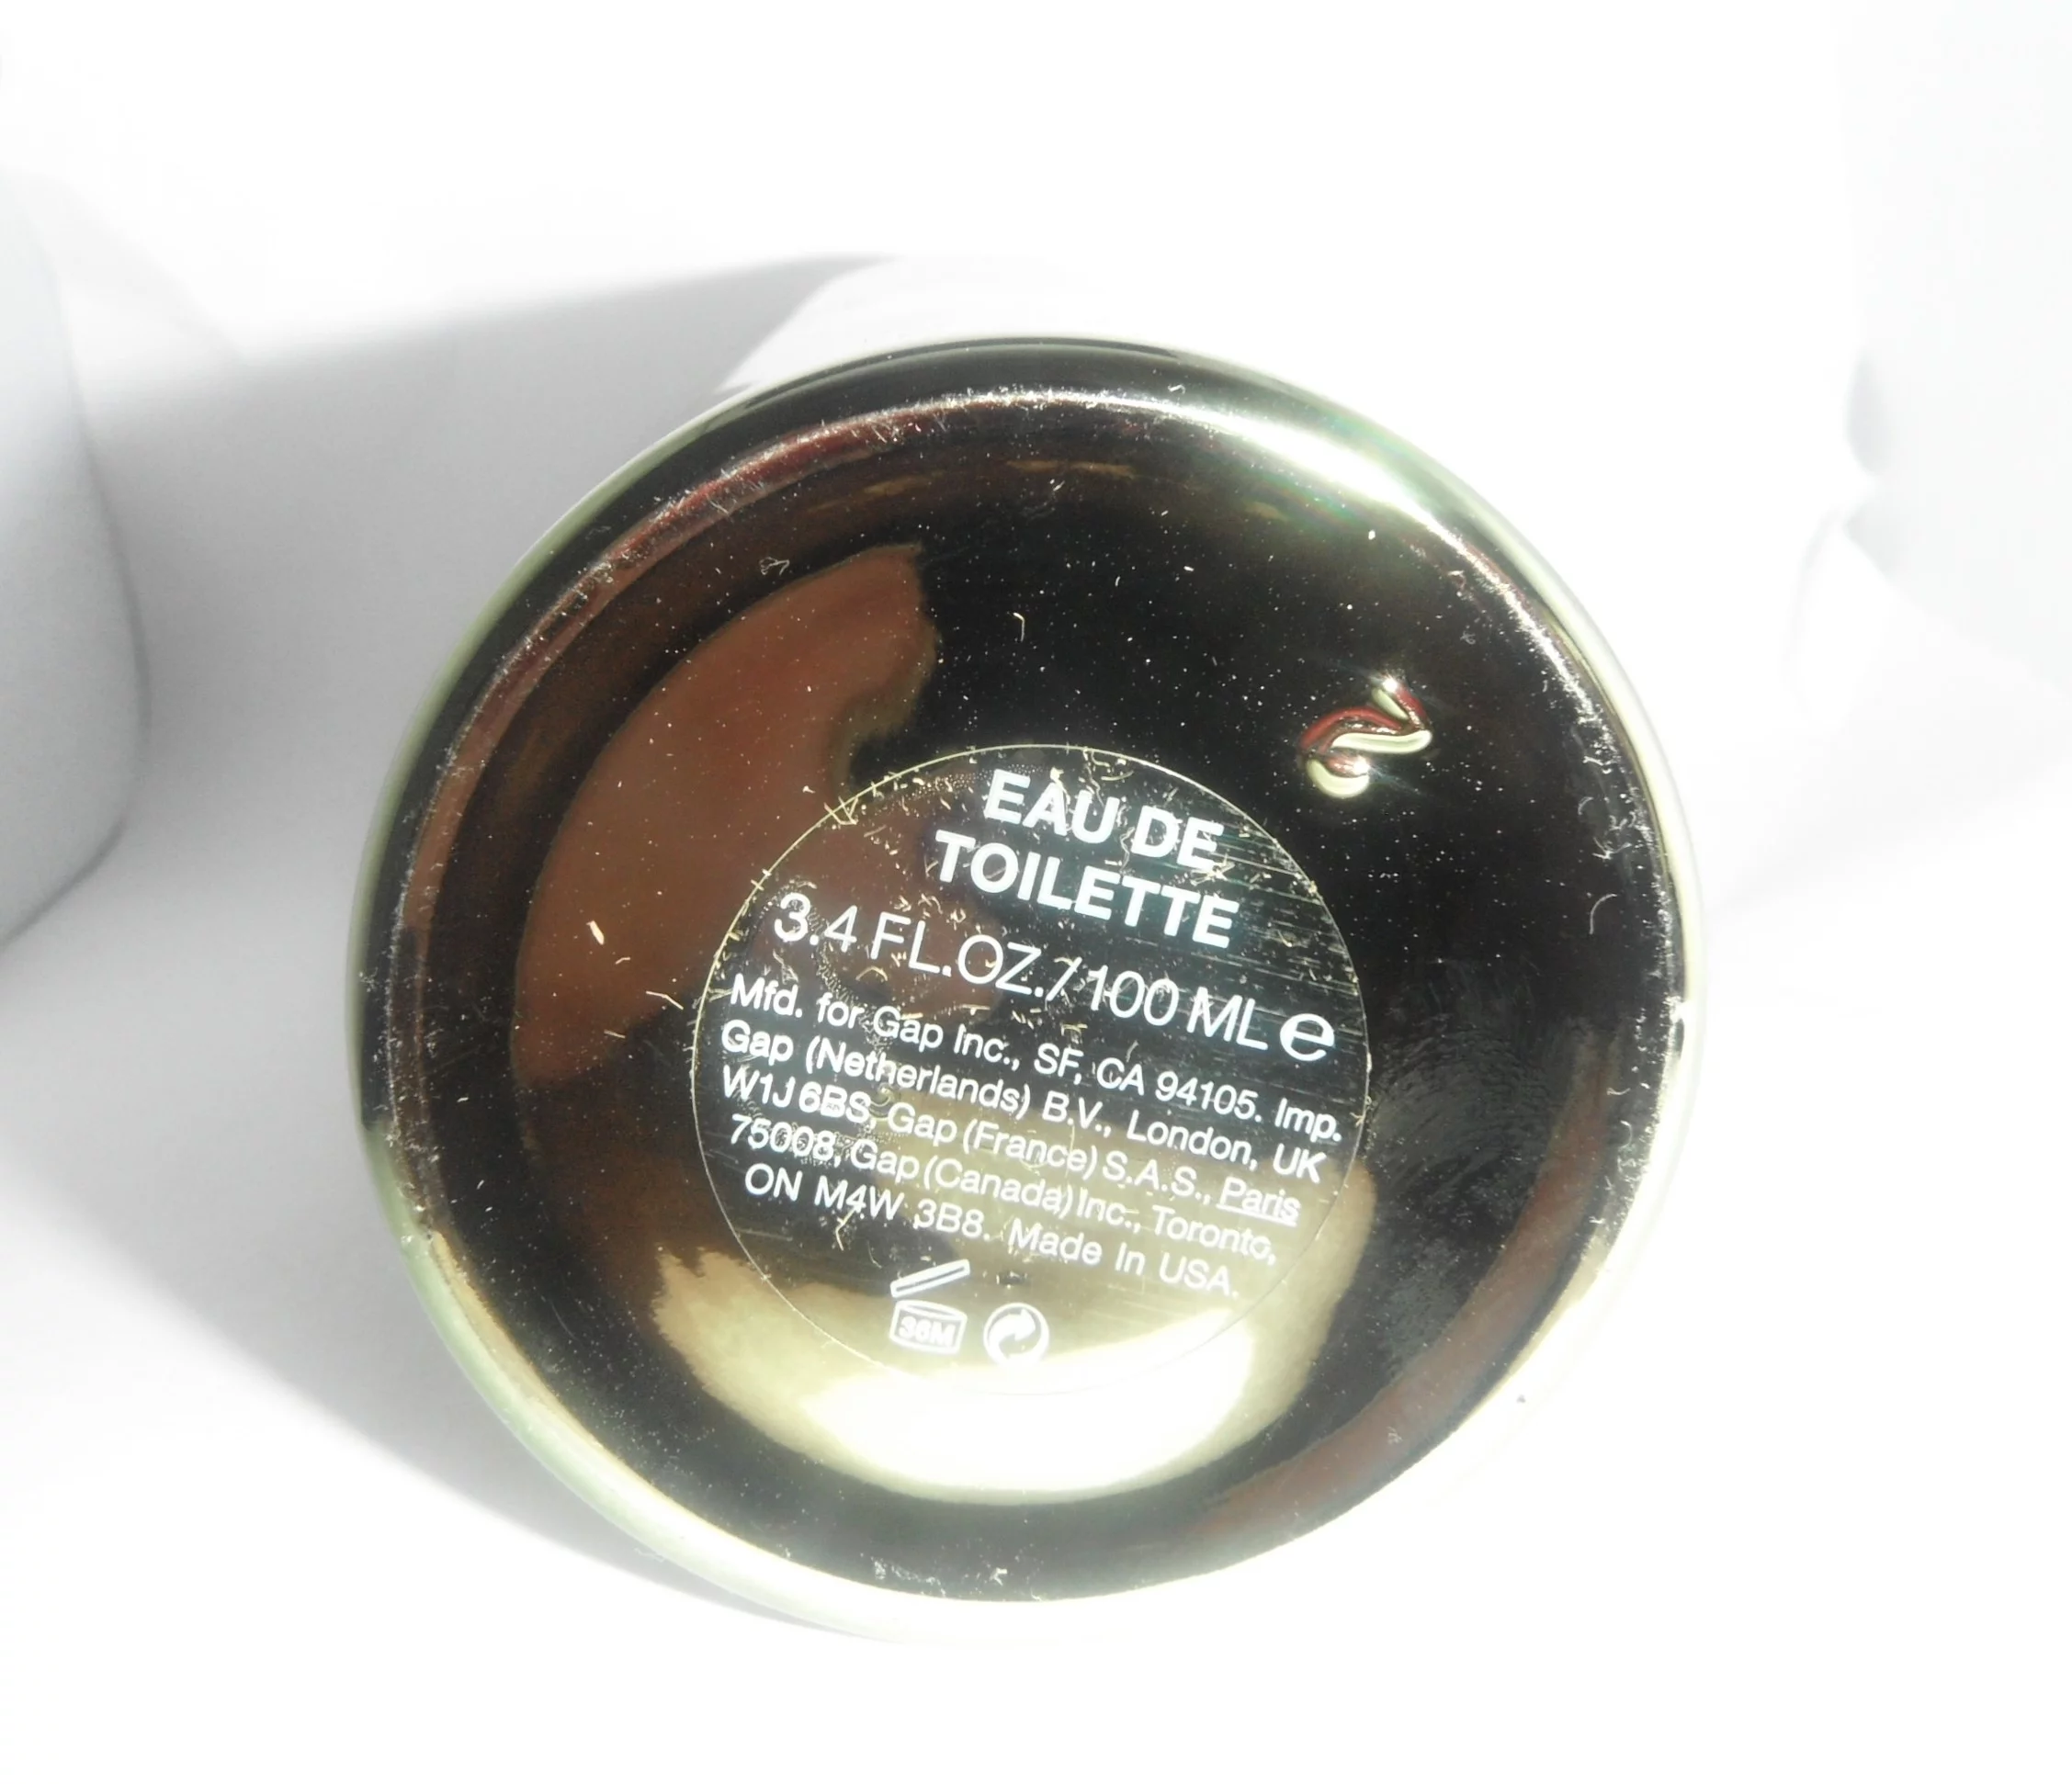 EAU DE
TOILETTE
3.4 FL.OZ./100 ML ℮
Mfd. for Gap Inc., SF, CA 94105. Imp.
Gap (Netherlands) B.V., London, UK
W1J 6BS, Gap (France) S.A.S., Paris
75008, Gap (Canada) Inc., Toronto,
ON M4W 3B8. Made In USA.
36M
2